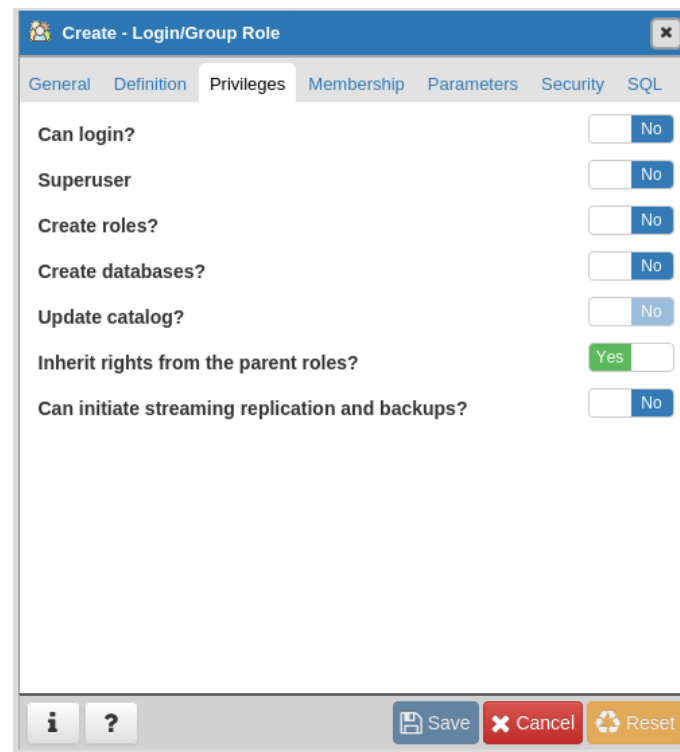 Create - Login/Group Role
General Definition Privileges Membership Parameters Security SQL
Can login? No
Superuser No
Create roles? No
Create databases? No
Update catalog? No
Inherit rights from the parent roles? Yes
Can initiate streaming replication and backups? No
i ? Save Cancel Reset